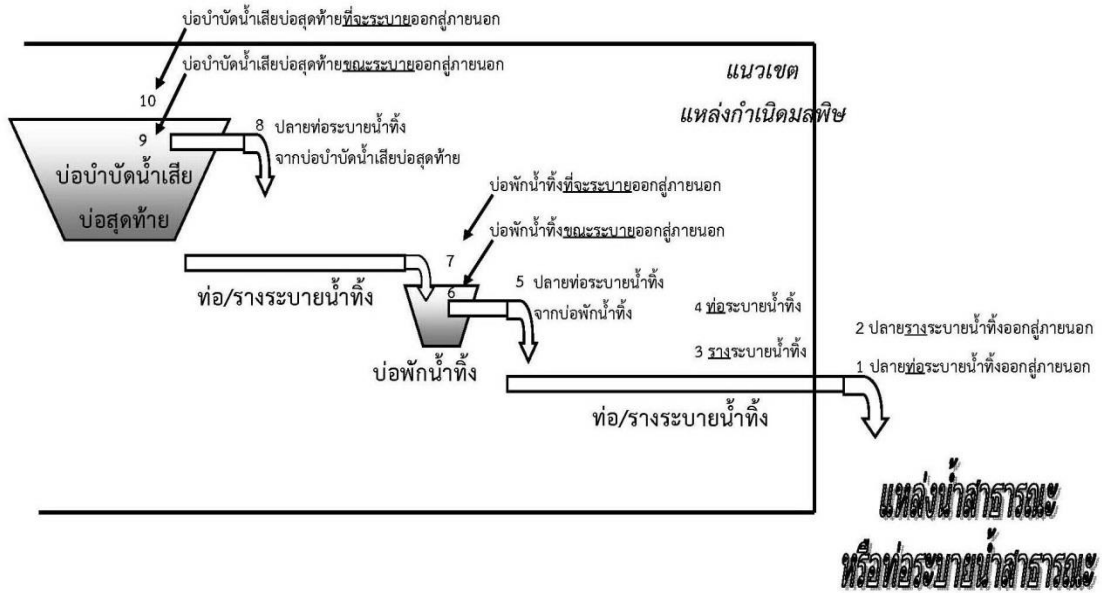 บ่อบำบัดน้ำเสียบ่อสุดท้ายที่จะระบายออกสู่ภายนอก
บ่อบำบัดน้ำเสียบ่อสุดท้ายขณะระบายออกสู่ภายนอก
แนวเขต
แหล่งกำเนิดมลพิษ
10
9
8 ปลายท่อระบายน้ำทิ้ง
จากบ่อบำบัดน้ำเสียบ่อสุดท้าย
บ่อบำบัดน้ำเสีย
บ่อสุดท้าย
บ่อพักน้ำทิ้งที่จะระบายออกสู่ภายนอก
บ่อพักน้ำทิ้งขณะระบายออกสู่ภายนอก
7
6
5 ปลายท่อระบายน้ำทิ้ง
จากบ่อพักน้ำทิ้ง
ท่อ/รางระบายน้ำทิ้ง
บ่อพักน้ำทิ้ง
4 ท่อระบายน้ำทิ้ง
3 รางระบายน้ำทิ้ง
2 ปลายรางระบายน้ำทิ้งออกสู่ภายนอก
1 ปลายท่อระบายน้ำทิ้งออกสู่ภายนอก
ท่อ/รางระบายน้ำทิ้ง
แหล่งน้ำสาธารณะ
หรือท่อระบายน้ำสาธารณะ